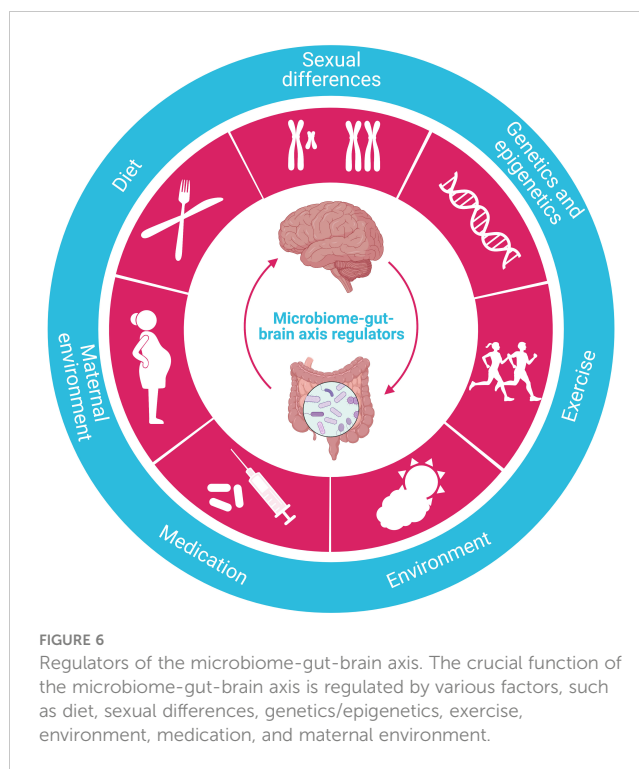 Sexual
differences
Genetics and
epigenetics
Exercise
Environment
Medication
Maternal
environment
Diet
Microbiome-gut-
brain axis regulators
FIGURE 6
Regulators of the microbiome-gut-brain axis. The crucial function of
the microbiome-gut-brain axis is regulated by various factors, such
as diet, sexual differences, genetics/epigenetics, exercise,
environment, medication, and maternal environment.